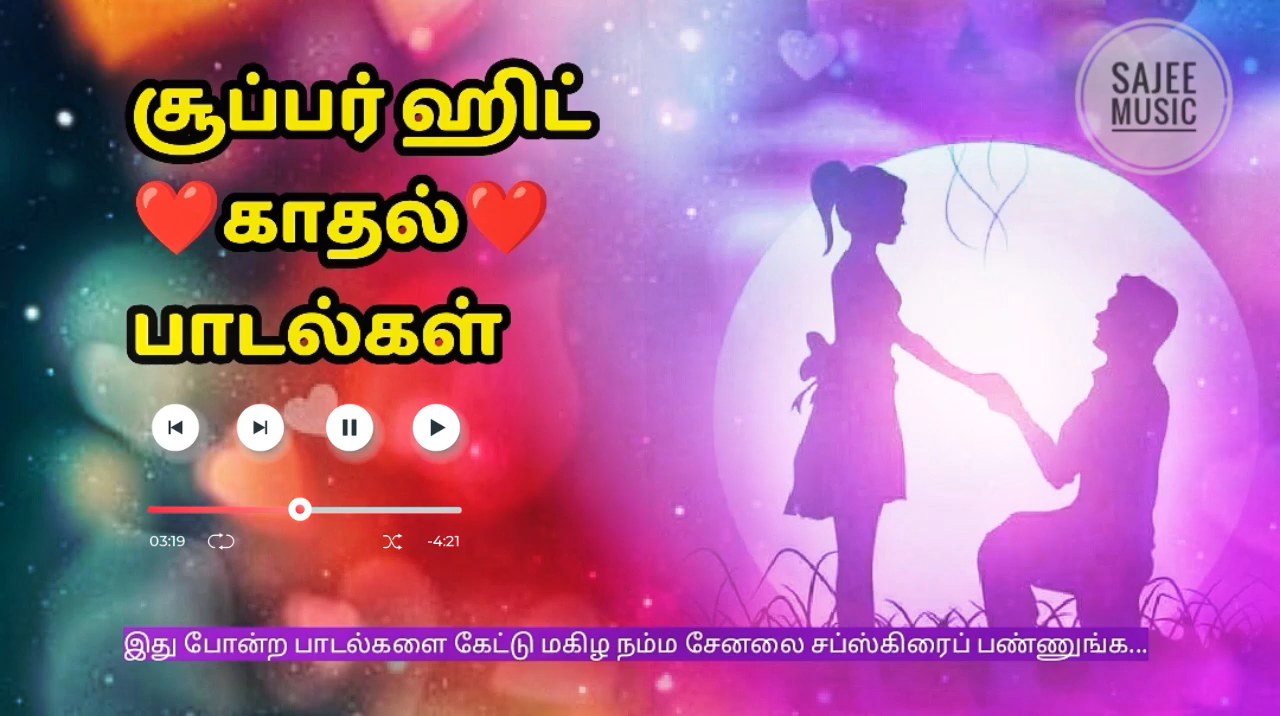 சூப்பர் ஹிட்
❤️காதல்❤️
பாடல்கள்
SAJEE
MUSIC
03:19
-4:21
இது போன்ற பாடல்களை கேட்டு மகிழ நம்ம சேனலை சப்ஸ்கிரைப் பண்ணுங்க...